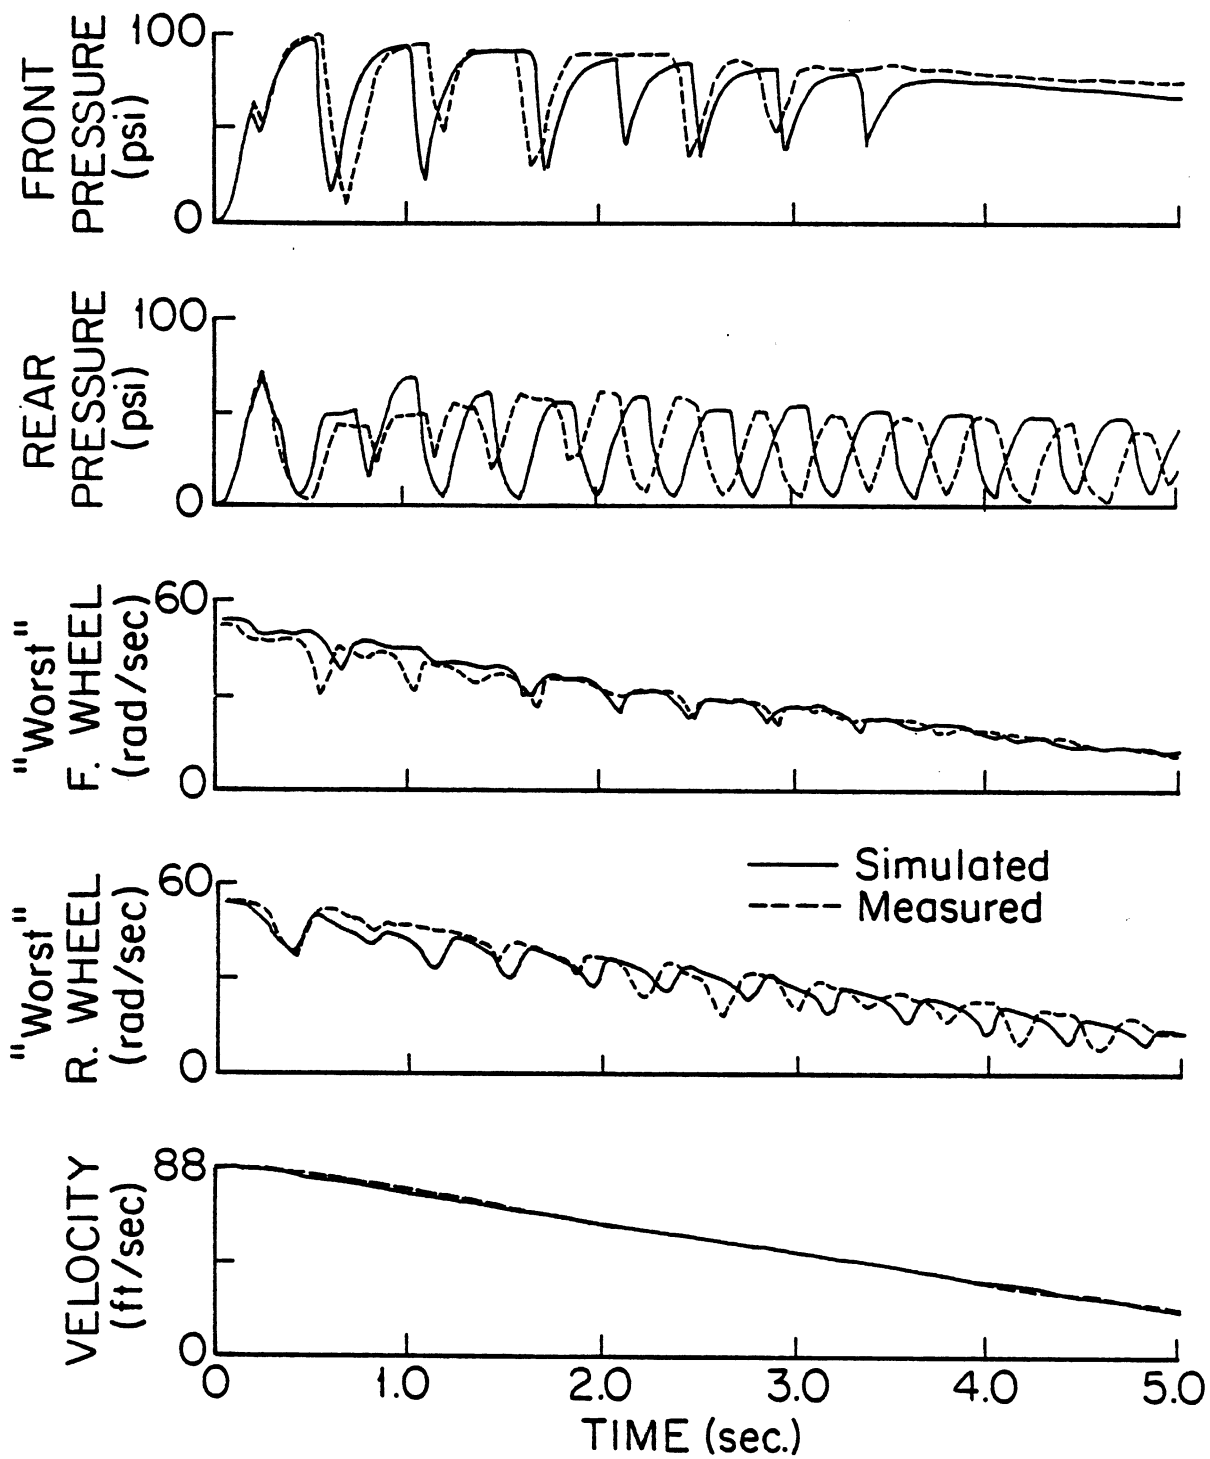 FRONT
PRESSURE
(psi)
100
0
REAR
PRESSURE
(psi)
100
0
"Worst"
F. WHEEL
(rad/sec)
60
0
Simulated
Measured
"Worst"
R. WHEEL
(rad/sec)
60
0
VELOCITY
(ft/sec)
88
0
0 1.0 2.0 3.0 4.0 5.0
TIME (sec.)